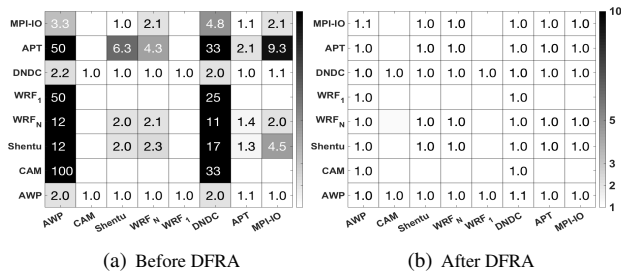 MPI-IO 3.3 1.0 2.1 4.8 1.1 2.1
APT 50 6.3 4.3 33 2.1 9.3
DNDC 2.2 1.0 1.0 1.0 1.0 2.0 1.0 1.1
WRF1 50 25
WRFN 12 2.0 2.1 11 1.4 2.0
Shentu 12 2.0 2.3 17 1.3 4.5
CAM 100 33
AWP 2.0 1.0 1.0 1.0 1.0 2.0 1.1 1.0
AWP CAM Shentu WRFN WRF1 DNDC APT MPI-IO
(a) Before DFRA
MPI-IO 1.1 1.0 1.0 1.0 1.0 1.0
APT 1.0 1.0 1.0 1.0 1.0 1.0
DNDC 1.0 1.0 1.0 1.0 1.0 1.0 1.0 1.0
WRF1 1.0 1.0
WRFN 1.0 1.0 1.0 1.0 1.0 1.0
Shentu 1.0 1.0 1.0 1.0 1.0 1.0
CAM 1.0 1.0
AWP 1.0 1.0 1.0 1.0 1.0 1.1 1.0 1.0
AWP CAM Shentu WRFN WRF1 DNDC APT MPI-IO
10
5
3
2
1
(b) After DFRA